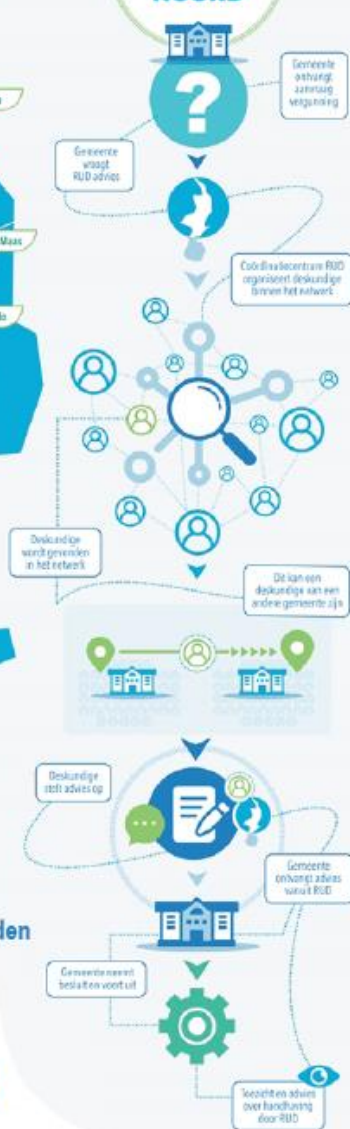 NOORD
Gemeente
ontvangt
aanvraag
vergunning
Gemeente
vraagt
RUD advies
Maas
Coördinatiecentrum RUD
organiseert deskundige
binnen het netwerk
Deskundige
wordt gevonden
in het netwerk
Dit kan een
deskundige van een
andere gemeente zijn
Deskundige
stelt advies op
Gemeente
ontvangt advies
vanuit RUD
den
Gemeente neemt
besluit en voert uit
Toezicht en advies
over handhaving
door RUD